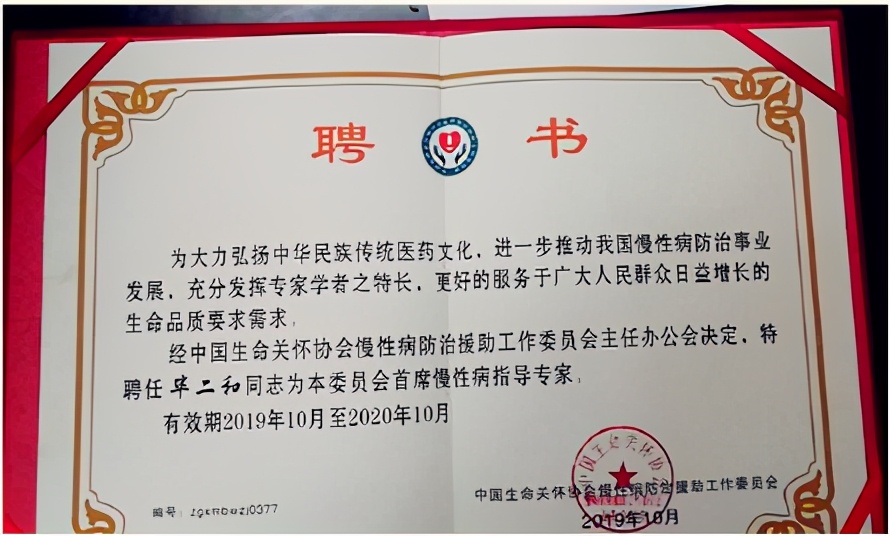 聘 书
为大力弘扬中华民族传统医药文化，进一步推动我国慢性病防治事业
发展，充分发挥专家学者之特长，更好的服务于广大人民群众日益增长的
生命品质要求需求。
经中国生命关怀协会慢性病防治援助工作委员会主任办公会决定，特
聘任毕二和同志为本委员会首席慢性病指导专家。
有效期2019年10月至2020年10月
中国生命关怀协会慢性病防治援助工作委员会
编号：
2019年10月